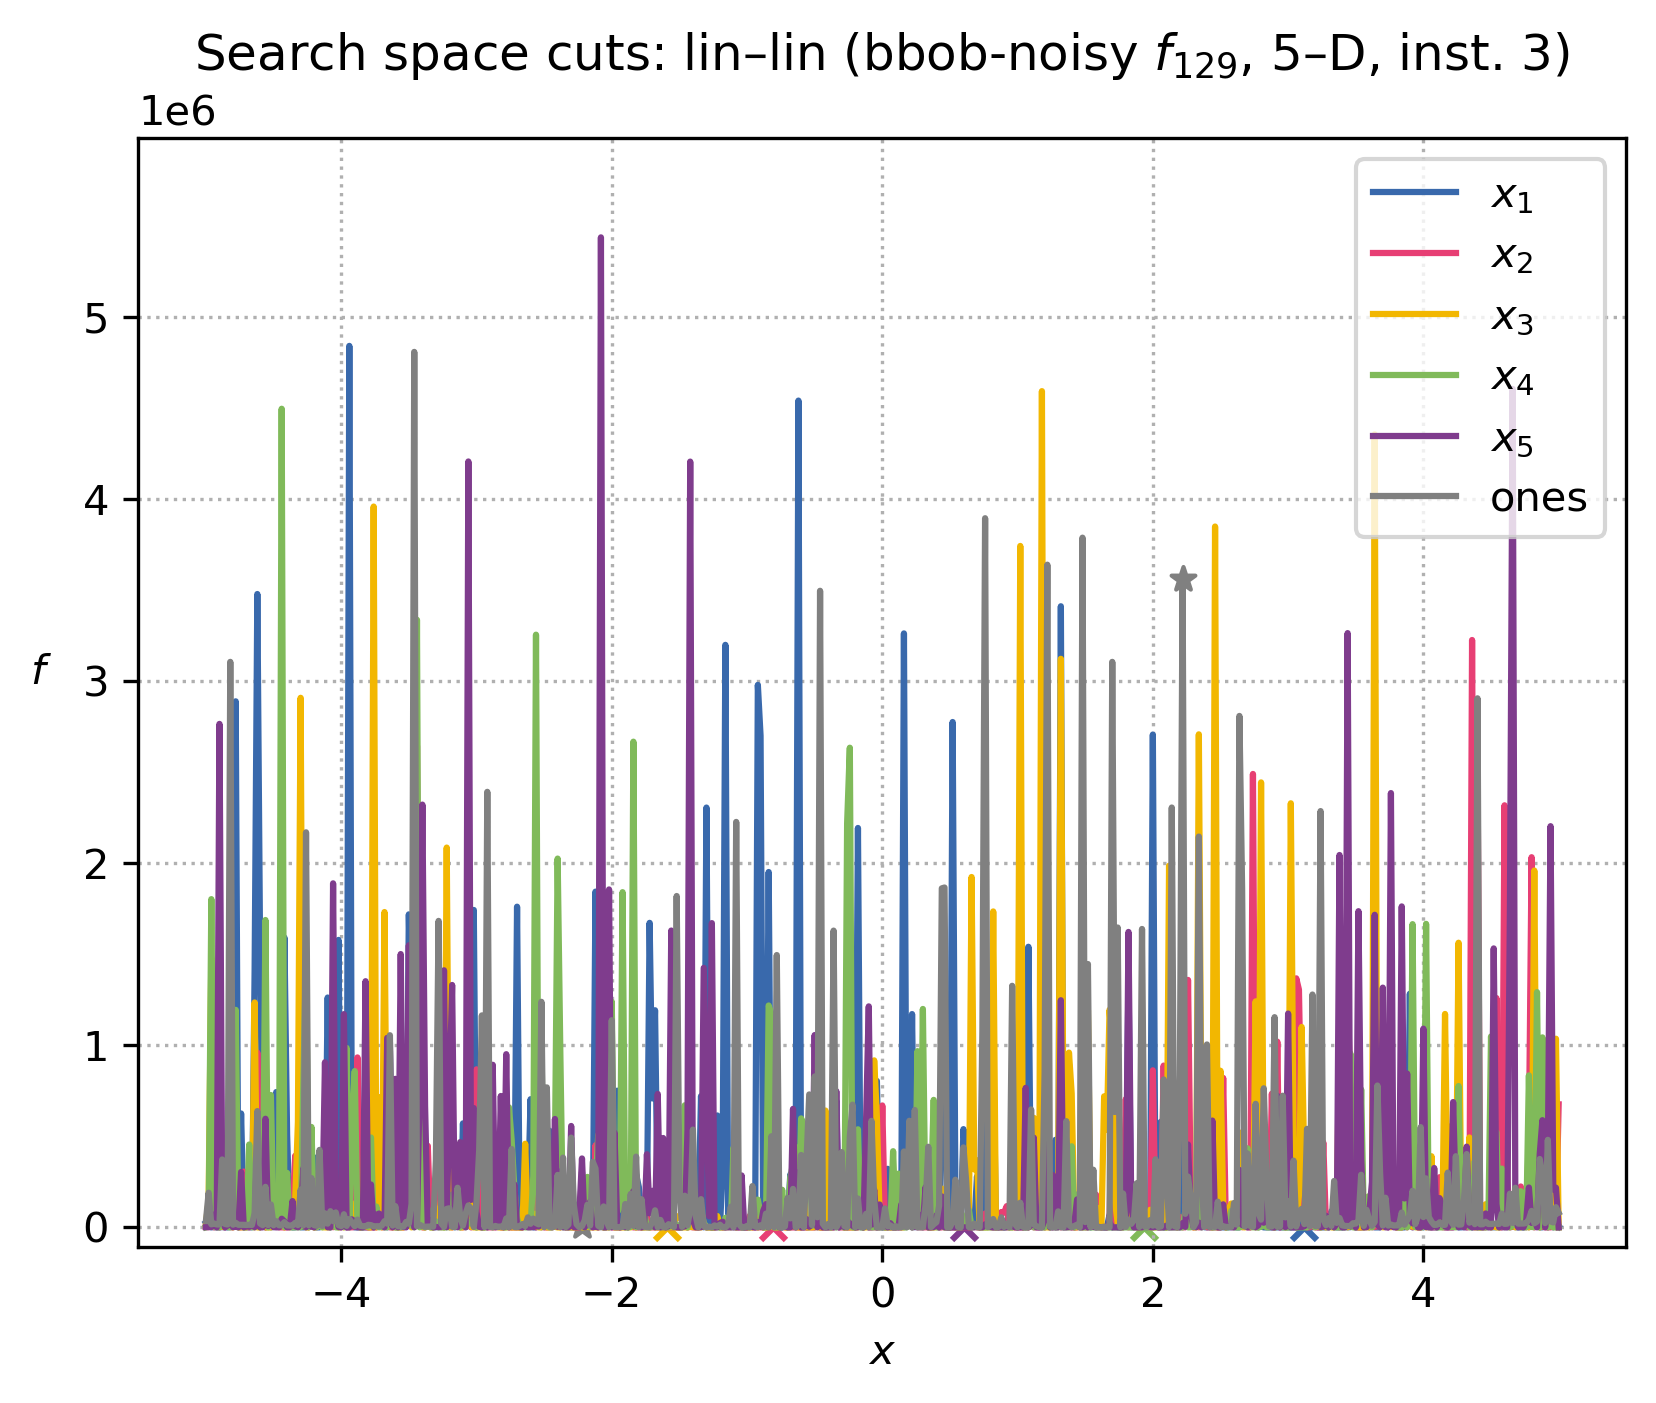 Search space cuts: lin–lin (bbob-noisy f₁₂₉, 5–D, inst. 3)
1e6
x₁
x₂
x₃
x₄
x₅
ones
5
4
3
2
1
0
f
−4 −2 0 2 4
x